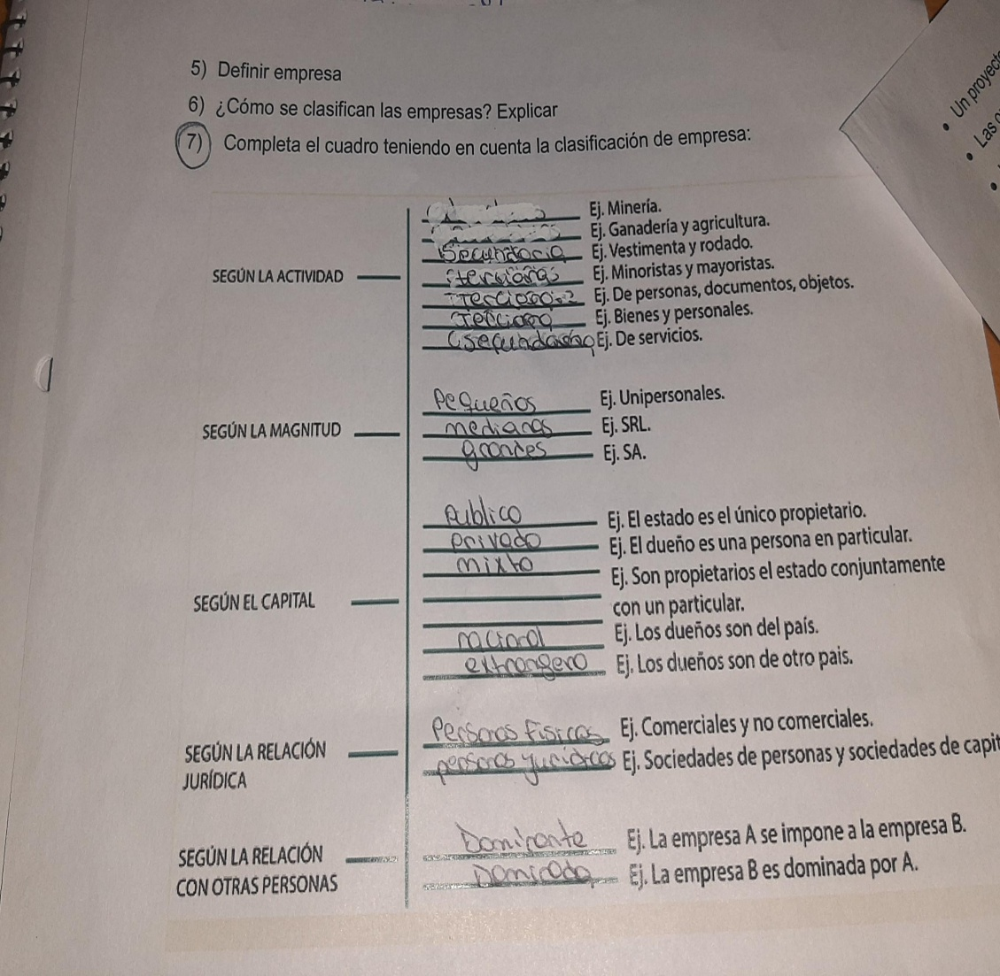 5) Definir empresa
6) ¿Cómo se clasifican las empresas? Explicar
7) Completa el cuadro teniendo en cuenta la clasificación de empresa:
Ej. Minería.
Ej. Ganadería y agricultura.
Secundaria Ej. Vestimenta y rodado.
SEGÚN LA ACTIVIDAD terciarias Ej. Minoristas y mayoristas.
Ej. De personas, documentos, objetos.
Ej. Bienes y personales.
Ej. De servicios.
Pequeños Ej. Unipersonales.
SEGÚN LA MAGNITUD medianas Ej. SRL.
grandes Ej. SA.
Publico Ej. El estado es el único propietario.
privado Ej. El dueño es una persona en particular.
mixto Ej. Son propietarios el estado conjuntamente
SEGÚN EL CAPITAL con un particular.
nacional Ej. Los dueños son del país.
extrangero Ej. Los dueños son de otro pais.
Personas Fisicas Ej. Comerciales y no comerciales.
SEGÚN LA RELACIÓN personas juridicas Ej. Sociedades de personas y sociedades de capit
JURÍDICA
Dominante Ej. La empresa A se impone a la empresa B.
SEGÚN LA RELACIÓN Dominada Ej. La empresa B es dominada por A.
CON OTRAS PERSONAS
Un proyect
Las